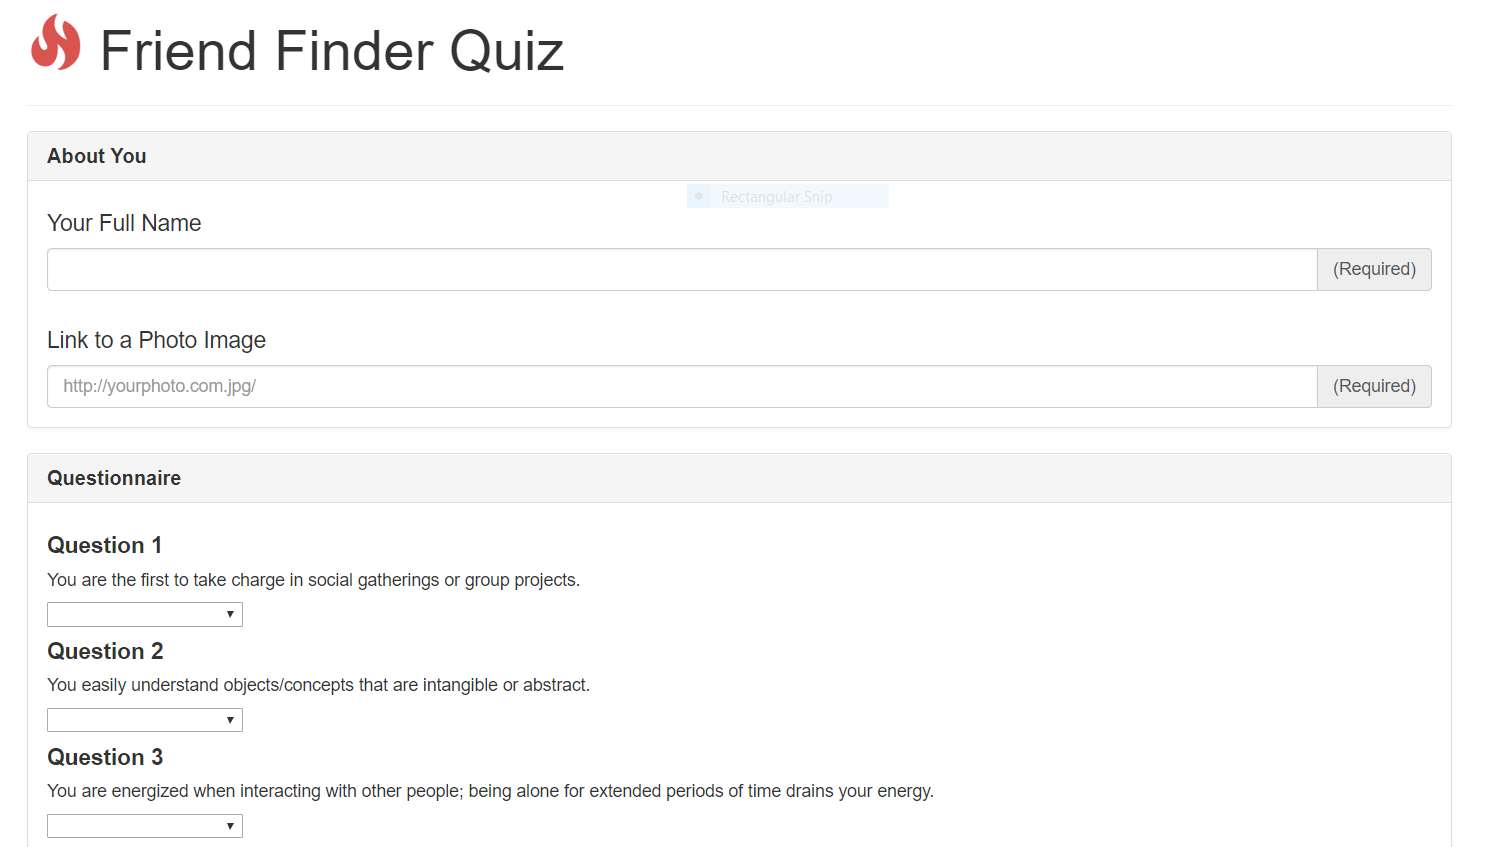 Friend Finder Quiz
About You
Rectangular Snip
Your Full Name
(Required)
Link to a Photo Image
http://yourphoto.com.jpg/
(Required)
Questionnaire
Question 1
You are the first to take charge in social gatherings or group projects.
Question 2
You easily understand objects/concepts that are intangible or abstract.
Question 3
You are energized when interacting with other people; being alone for extended periods of time drains your energy.